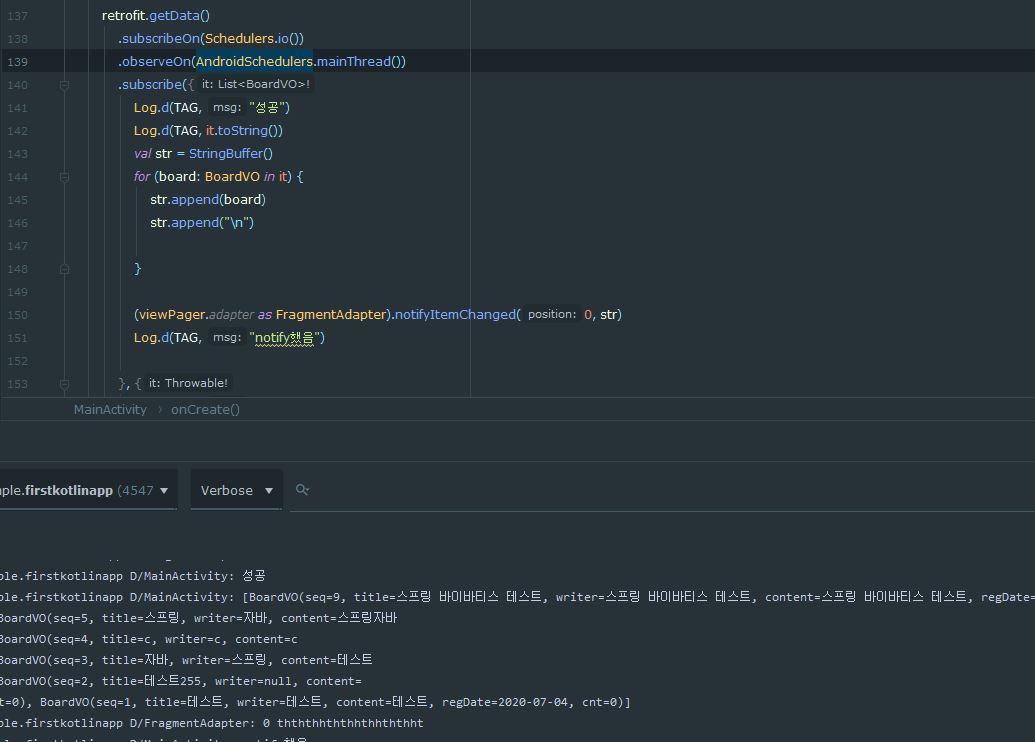 137 retrofit.getData()
138 .subscribeOn(Schedulers.io())
139 .observeOn(AndroidSchedulers.mainThread())
140 .subscribe({ it: List<BoardVO>!
141 Log.d(TAG, msg: "성공")
142 Log.d(TAG, it.toString())
143 val str = StringBuffer()
144 for (board: BoardVO in it) {
145 str.append(board)
146 str.append("\n")
147
148 }
149
150 (viewPager.adapter as FragmentAdapter).notifyItemChanged( position: 0, str)
151 Log.d(TAG, msg: "notify했음")
152
153 }, { it: Throwable!
MainActivity › onCreate()
ple.firstkotlinapp (4547 Verbose
ple.firstkotlinapp D/MainActivity: 성공
ple.firstkotlinapp D/MainActivity: [BoardVO(seq=9, title=스프링 바이바티스 테스트, writer=스프링 바이바티스 테스트, content=스프링 바이바티스 테스트, regDate=
BoardVO(seq=5, title=스프링, writer=자바, content=스프링자바
BoardVO(seq=4, title=c, writer=c, content=c
BoardVO(seq=3, title=자바, writer=스프링, content=테스트
BoardVO(seq=2, title=테스트255, writer=null, content=
t=0), BoardVO(seq=1, title=테스트, writer=테스트, content=테스트, regDate=2020-07-04, cnt=0)]
ple.firstkotlinapp D/FragmentAdapter: 0 thththhththhthhthththht